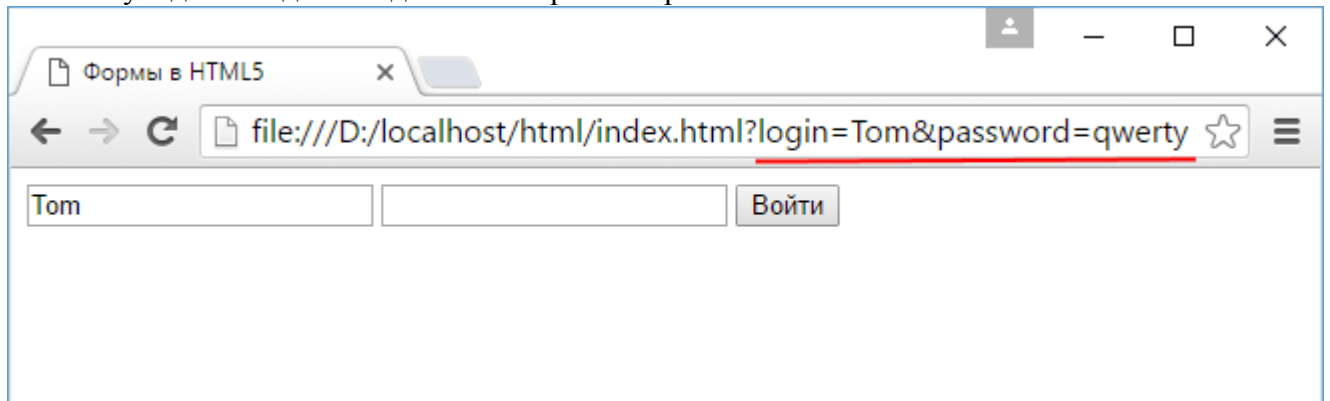 Формы в HTML5
file:///D:/localhost/html/index.html?login=Tom&password=qwerty
Tom
Войти